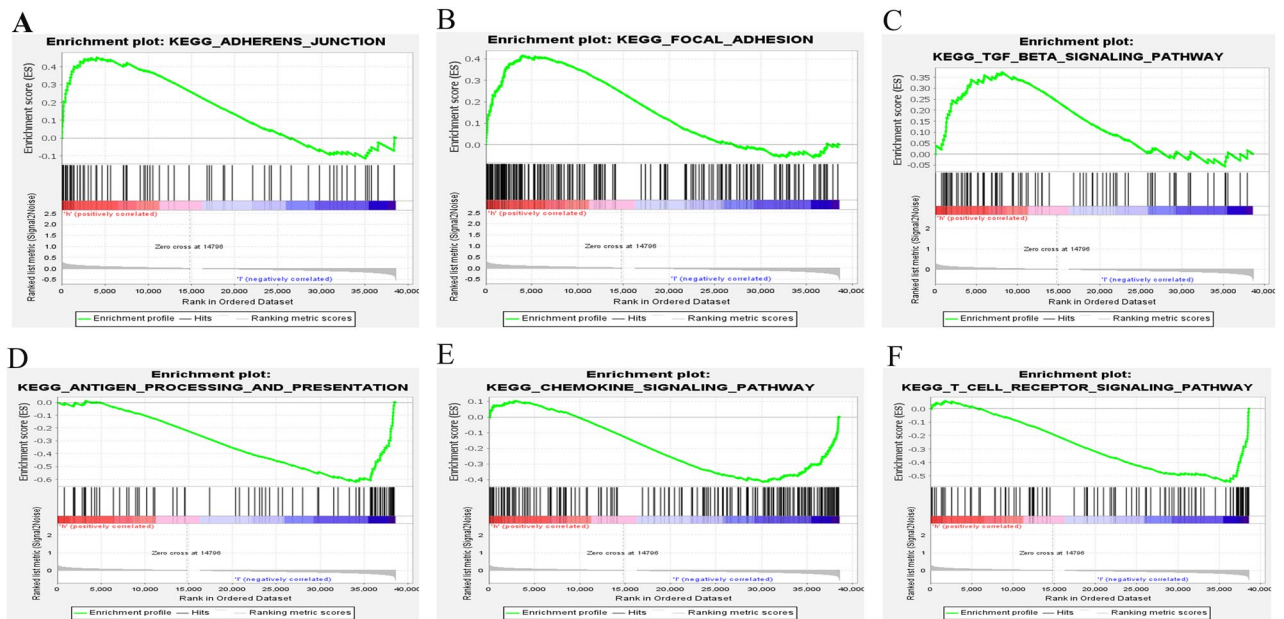 A
Enrichment plot: KEGG_ADHERENS_JUNCTION
Enrichment score (ES)
0.4
0.3
0.2
0.1
0.0
-0.1
'h' (positively correlated)
Ranked list metric (Signal2Noise)
2.5
2.0
1.5
1.0
0.5
0.0
-0.5
Zero cross at 14796
'l' (negatively correlated)
0 5,000 10,000 15,000 20,000 25,000 30,000 35,000 40,000
Rank in Ordered Dataset
Enrichment profile Hits Ranking metric scores
B
Enrichment plot: KEGG_FOCAL_ADHESION
Enrichment score (ES)
0.4
0.3
0.2
0.1
0.0
'h' (positively correlated)
Ranked list metric (Signal2Noise)
2.5
2.0
1.5
1.0
0.5
0.0
-0.5
Zero cross at 14796
'l' (negatively correlated)
0 5,000 10,000 15,000 20,000 25,000 30,000 35,000 40,000
Rank in Ordered Dataset
Enrichment profile Hits Ranking metric scores
C
Enrichment plot:
KEGG_TGF_BETA_SIGNALING_PATHWAY
Enrichment score (ES)
0.35
0.30
0.25
0.20
0.15
0.10
0.05
0.00
-0.05
'h' (positively correlated)
Ranked list metric (Signal2Noise)
2
1
0
Zero cross at 14796
'l' (negatively correlated)
0 5,000 10,000 15,000 20,000 25,000 30,000 35,000 40,000
Rank in Ordered Dataset
Enrichment profile Hits Ranking metric scores
D
Enrichment plot:
KEGG_ANTIGEN_PROCESSING_AND_PRESENTATION
Enrichment score (ES)
0.0
-0.1
-0.2
-0.3
-0.4
-0.5
-0.6
'h' (positively correlated)
Ranked list metric (Signal2Noise)
2
1
0
Zero cross at 14796
'l' (negatively correlated)
0 5,000 10,000 15,000 20,000 25,000 30,000 35,000 40,000
Rank in Ordered Dataset
Enrichment profile Hits Ranking metric scores
E
Enrichment plot:
KEGG_CHEMOKINE_SIGNALING_PATHWAY
Enrichment score (ES)
0.1
0.0
-0.1
-0.2
-0.3
-0.4
'h' (positively correlated)
Ranked list metric (Signal2Noise)
2
1
0
Zero cross at 14796
'l' (negatively correlated)
0 5,000 10,000 15,000 20,000 25,000 30,000 35,000 40,000
Rank in Ordered Dataset
Enrichment profile Hits Ranking metric scores
F
Enrichment plot:
KEGG_T_CELL_RECEPTOR_SIGNALING_PATHWAY
Enrichment score (ES)
0.0
-0.1
-0.2
-0.3
-0.4
-0.5
'h' (positively correlated)
Ranked list metric (Signal2Noise)
2
1
0
Zero cross at 14796
'l' (negatively correlated)
0 5,000 10,000 15,000 20,000 25,000 30,000 35,000 40,000
Rank in Ordered Dataset
Enrichment profile Hits Ranking metric scores